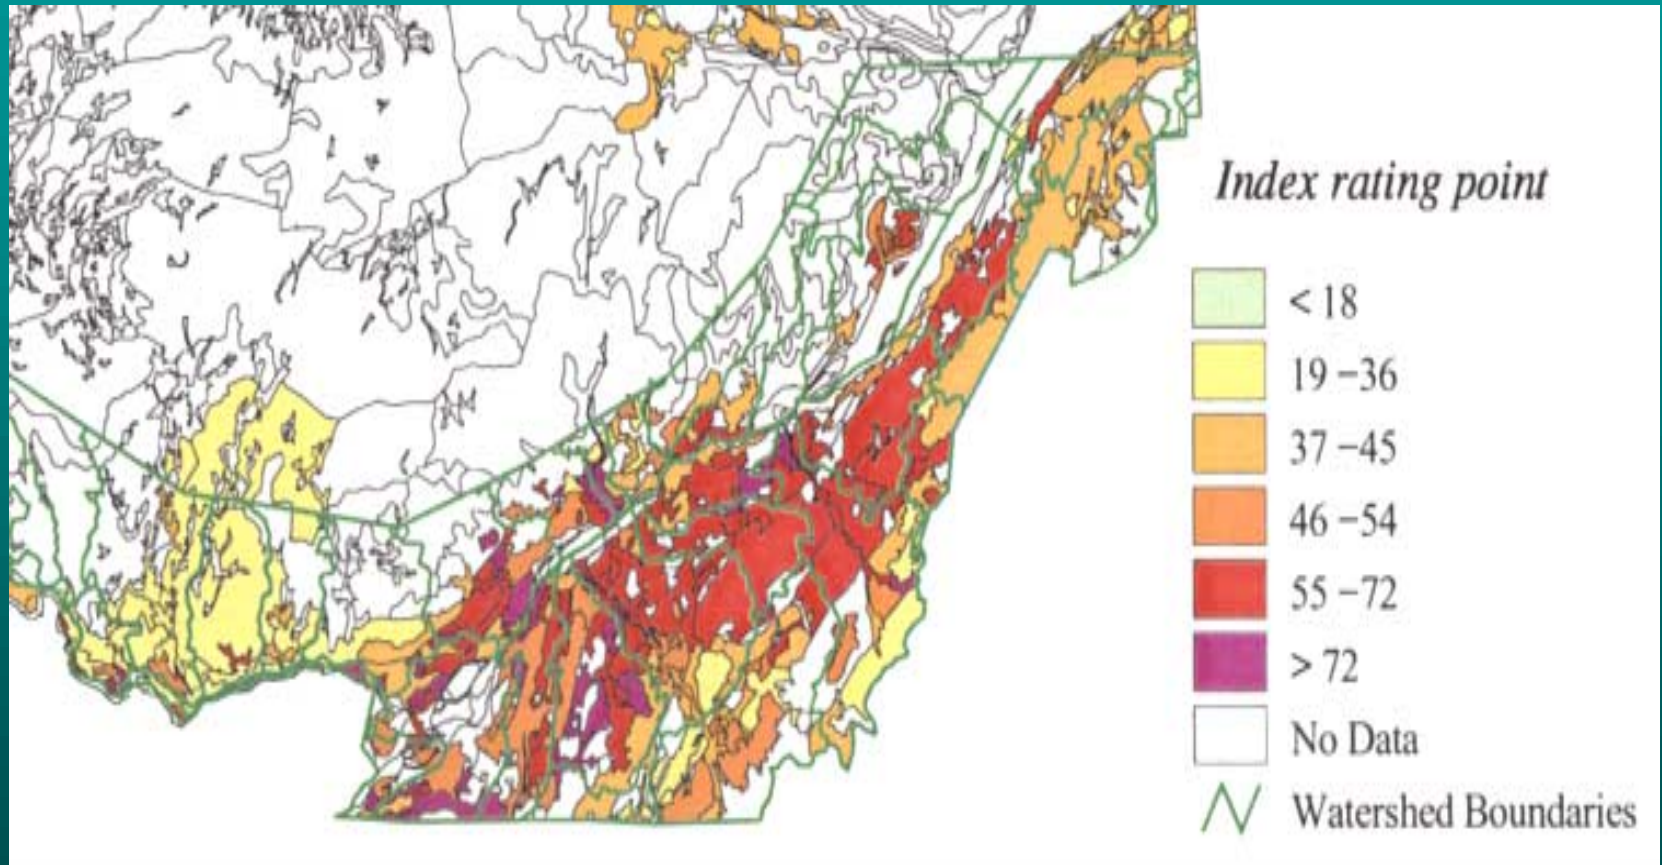 Index rating point
< 18
19 –36
37 –45
46 –54
55 –72
> 72
No Data
Watershed Boundaries